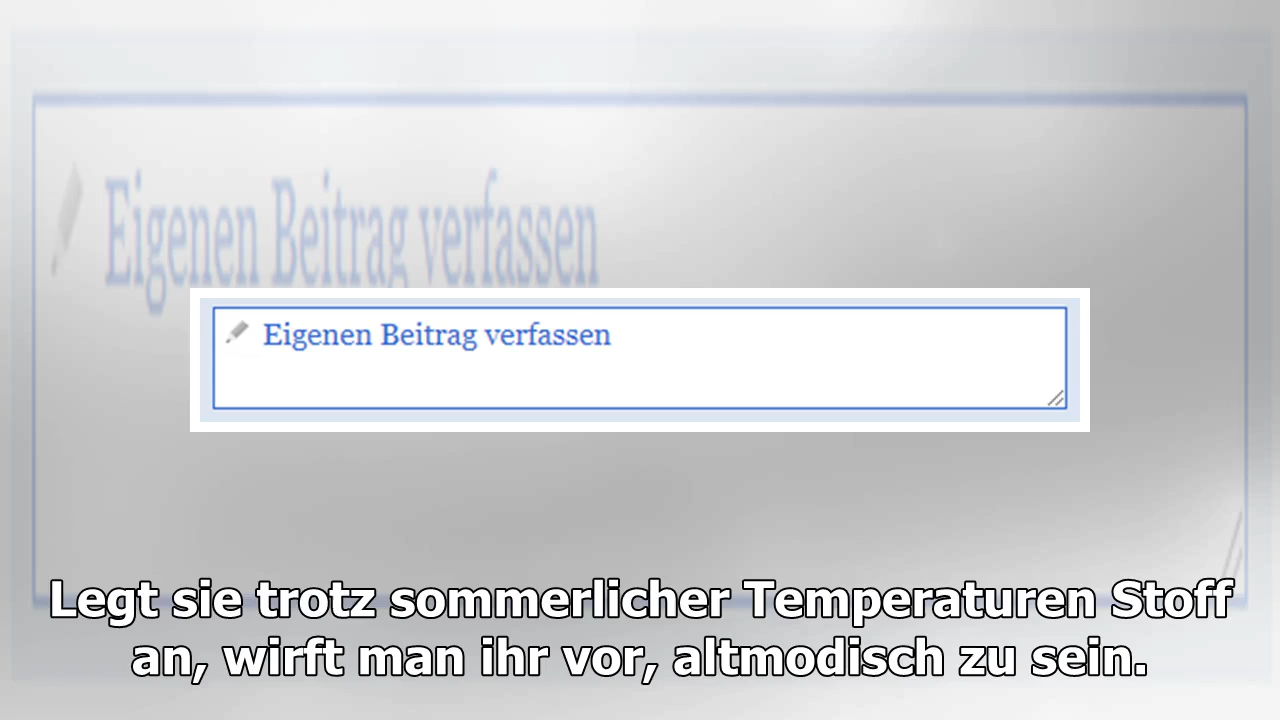 Eigenen Beitrag verfassen
Eigenen Beitrag verfassen
Legt sie trotz sommerlicher Temperaturen Stoff
an, wirft man ihr vor, altmodisch zu sein.